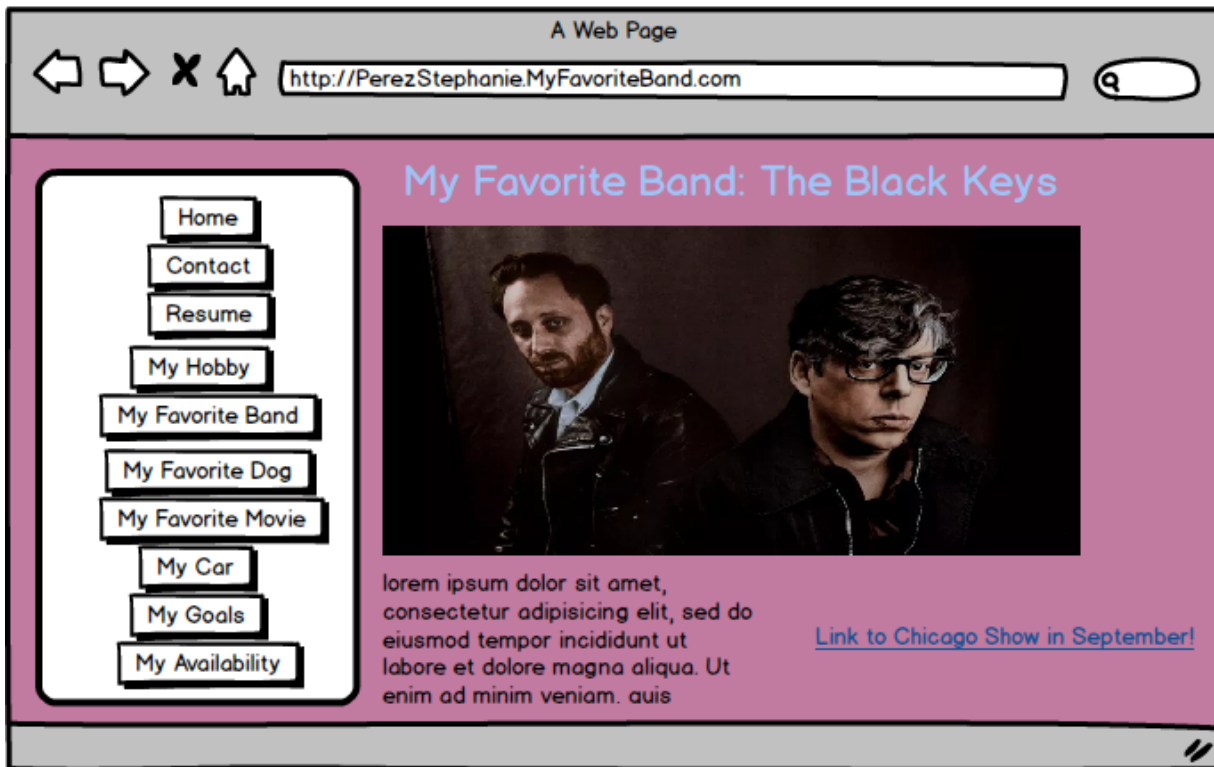 A Web Page
http://PerezStephanie.MyFavoriteBand.com
Home
Contact
Resume
My Hobby
My Favorite Band
My Favorite Dog
My Favorite Movie
My Car
My Goals
My Availability
My Favorite Band: The Black Keys
lorem ipsum dolor sit amet,
consectetur adipisicing elit, sed do
eiusmod tempor incididunt ut
labore et dolore magna aliqua. Ut
enim ad minim veniam, quis
Link to Chicago Show in September!